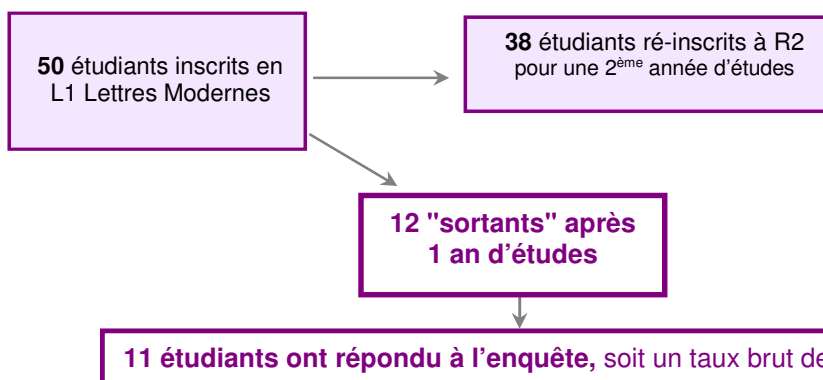 50 étudiants inscrits en
L1 Lettres Modernes
38 étudiants ré-inscrits à R2
pour une 2ème année d'études
12 "sortants" après
1 an d'études
11 étudiants ont répondu à l'enquête, soit un taux brut de